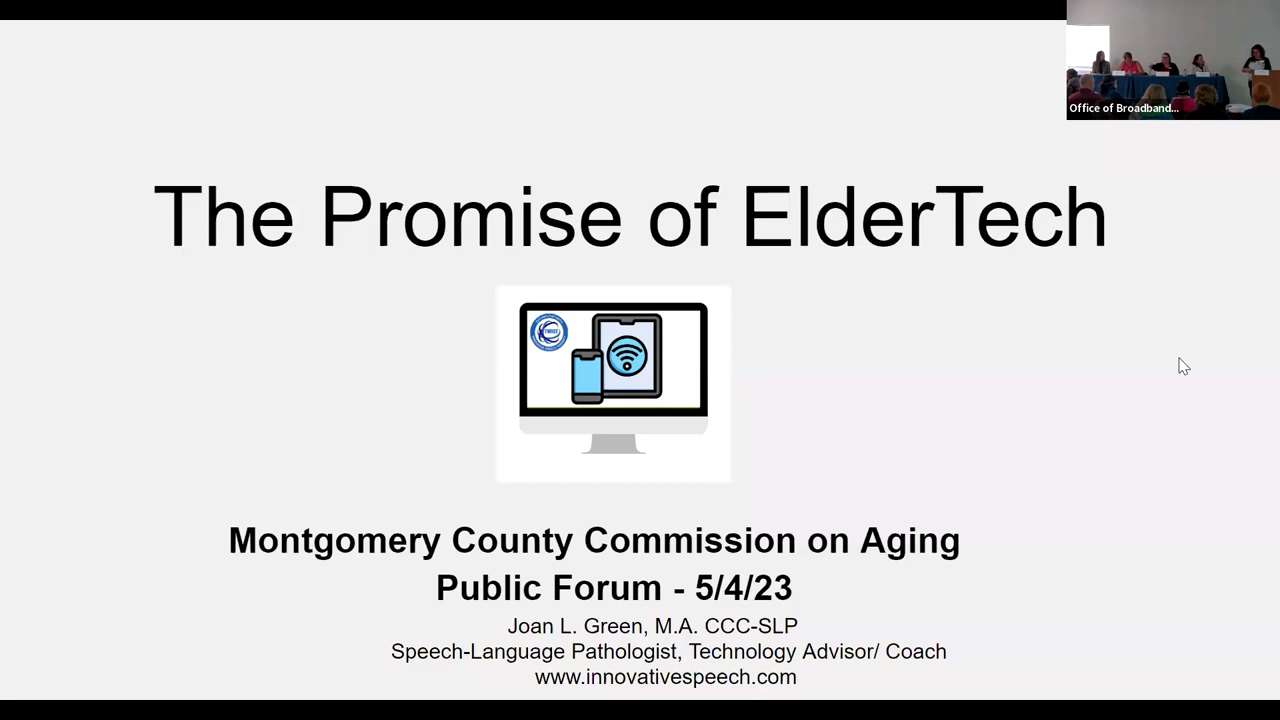 Office of Broadband...
The Promise of ElderTech
Montgomery County Commission on Aging
Public Forum - 5/4/23
Joan L. Green, M.A. CCC-SLP
Speech-Language Pathologist, Technology Advisor/ Coach
www.innovativespeech.com